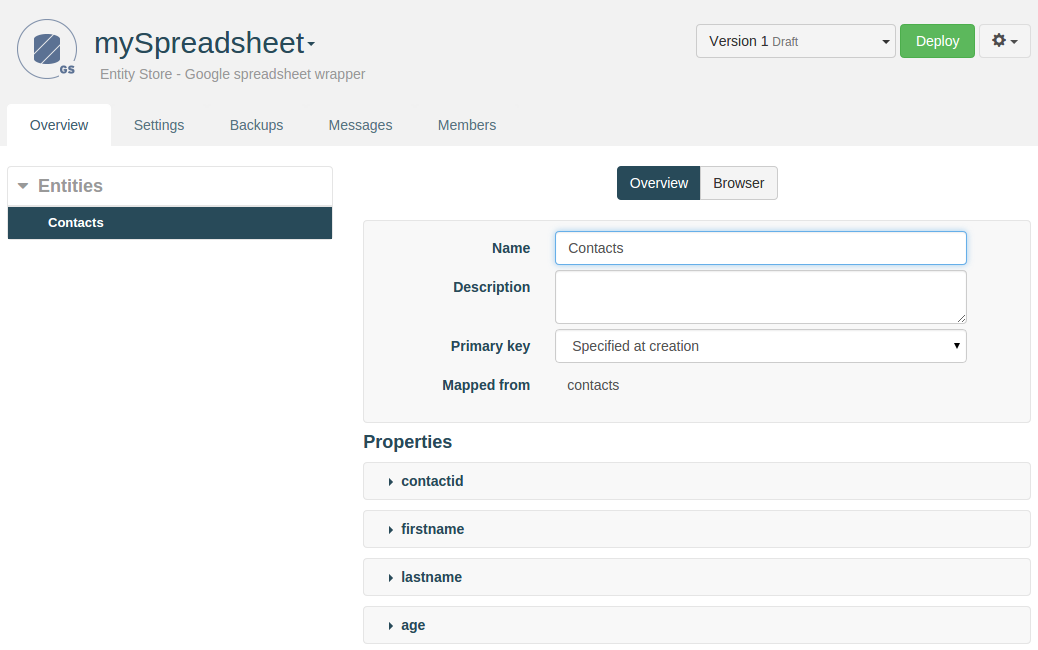 mySpreadsheet
GS
Entity Store - Google spreadsheet wrapper
Version 1 Draft
Deploy
Overview
Settings
Backups
Messages
Members
Entities
Contacts
Overview
Browser
Name
Contacts
Description
Primary key
Specified at creation
Mapped from
contacts
Properties
contactid
firstname
lastname
age